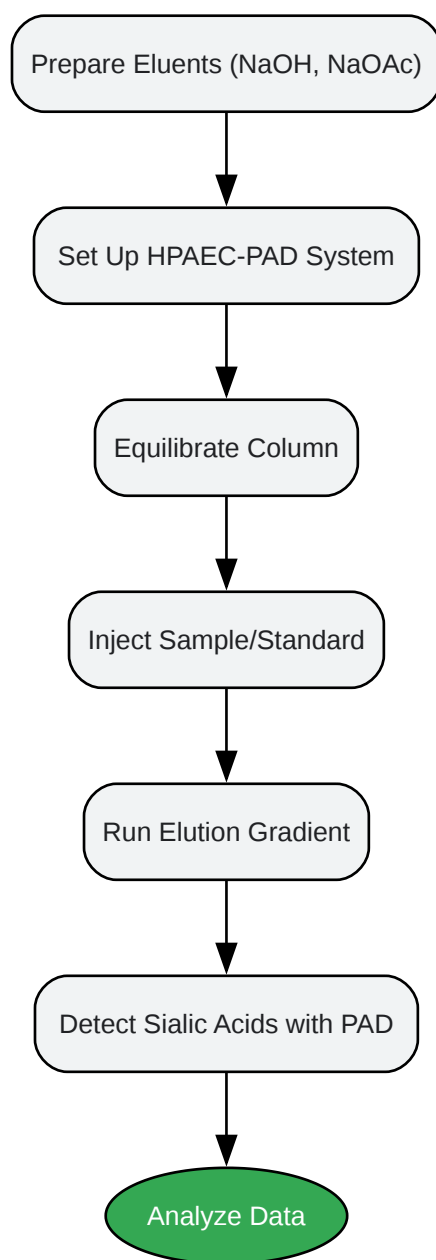 Prepare Eluents (NaOH, NaOAc)
Set Up HPAEC-PAD System
Equilibrate Column
Inject Sample/Standard
Run Elution Gradient
Detect Sialic Acids with PAD
Analyze Data